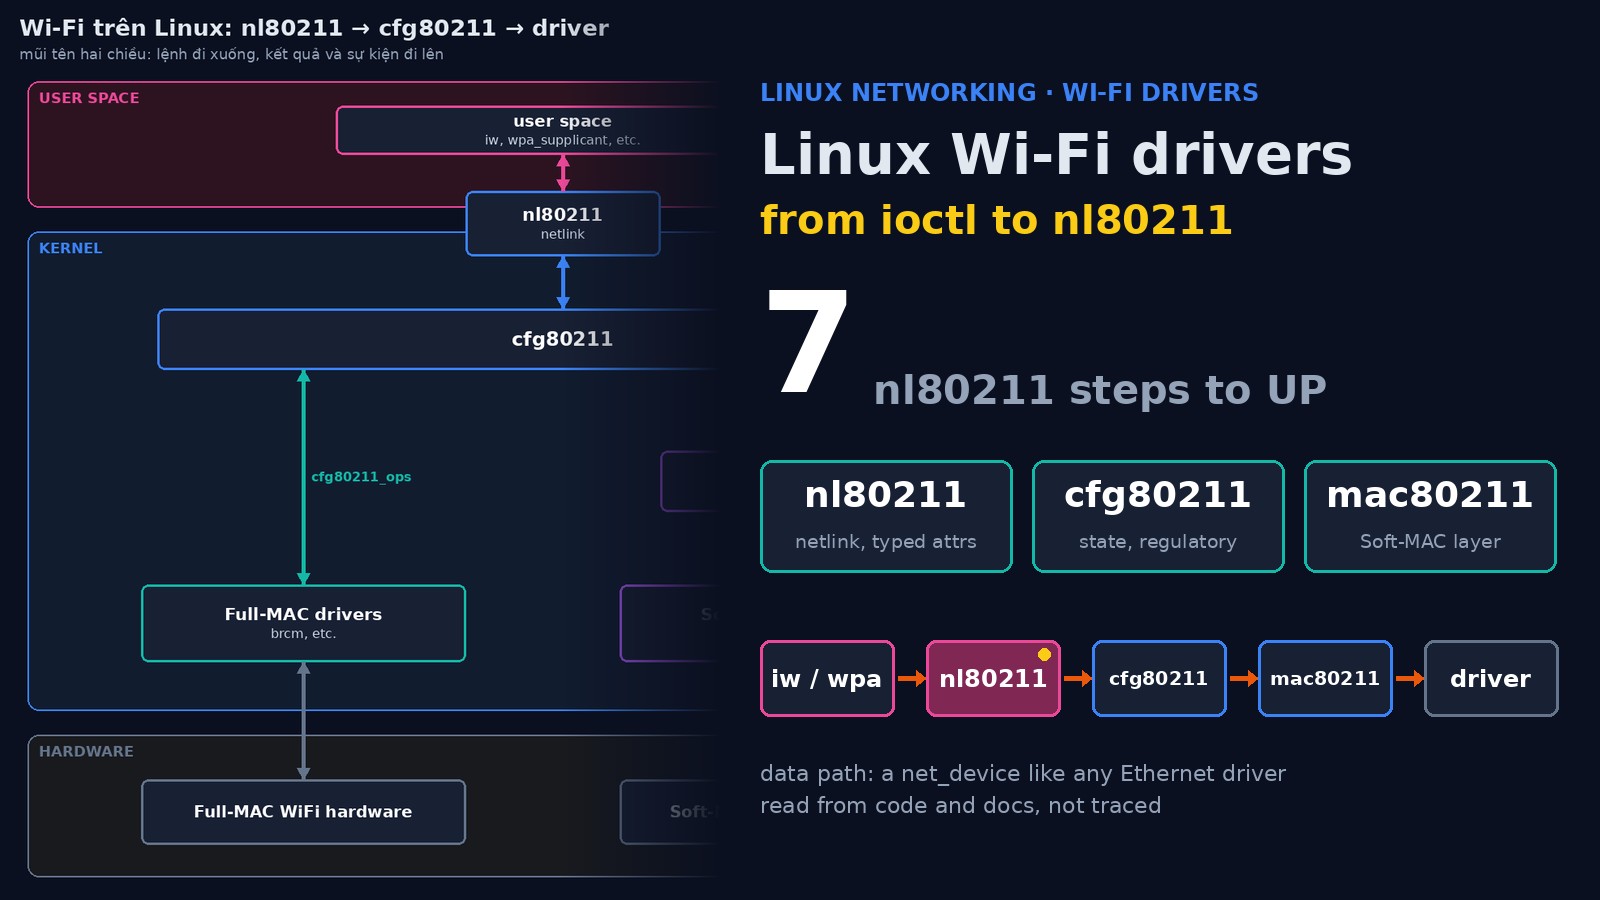 Wi-Fi trên Linux: nl80211 → cfg80211 → driver
mũi tên hai chiều: lệnh đi xuống, kết quả và sự kiện đi lên
USER SPACE
user space
iw, wpa_supplicant, etc.
nl80211
netlink
KERNEL
cfg80211
cfg80211_ops
Full-MAC drivers
brcm, etc.
HARDWARE
Full-MAC WiFi hardware
LINUX NETWORKING · WI-FI DRIVERS
Linux Wi-Fi drivers
from ioctl to nl80211
7 nl80211 steps to UP
nl80211
netlink, typed attrs
cfg80211
state, regulatory
mac80211
Soft-MAC layer
iw / wpa
nl80211
cfg80211
mac80211
driver
data path: a net_device like any Ethernet driver
read from code and docs, not traced